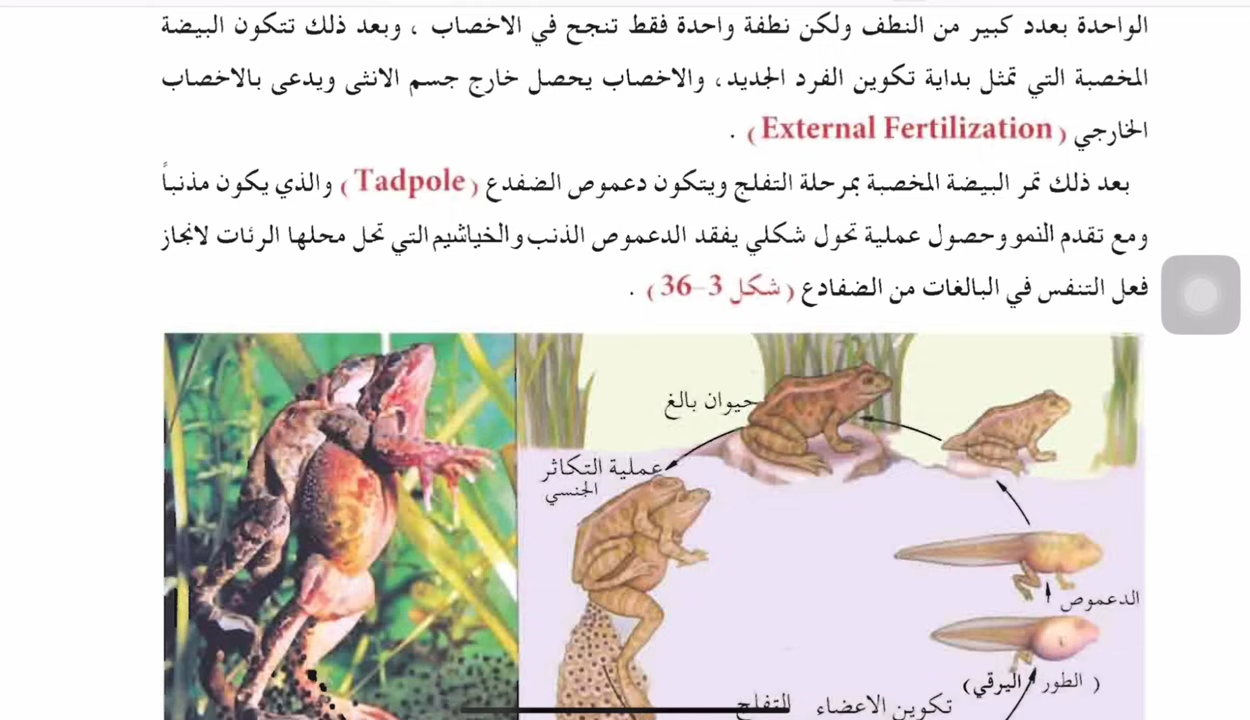 الواحدة بعدد كبير من النطف ولكن نطفة واحدة فقط تنجح في الاخصاب ، وبعد ذلك تتكون البيضة
المخصبة التي تمثل بداية تكوين الفرد الجديد، والاخصاب يحصل خارج جسم الانثى ويدعى بالاخصاب
الخارجي ( External Fertilization ) .
بعد ذلك تمر البيضة المخصبة بمرحلة التفلج ويتكون دعموص الضفدع ( Tadpole ) والذي يكون مذنباً
ومع تقدم النمو وحصول عملية تحول شكلي يفقد الدعموص الذنب والخياشيم التي تحل محلها الرئات لانجاز
فعل التنفس في البالغات من الضفادع ( شكل 3-36 ) .
حيوان بالغ
عملية التكاثر
الجنسي
الدعموص
( الطور اليرقي)
تكوين الاعضاء
التفلج